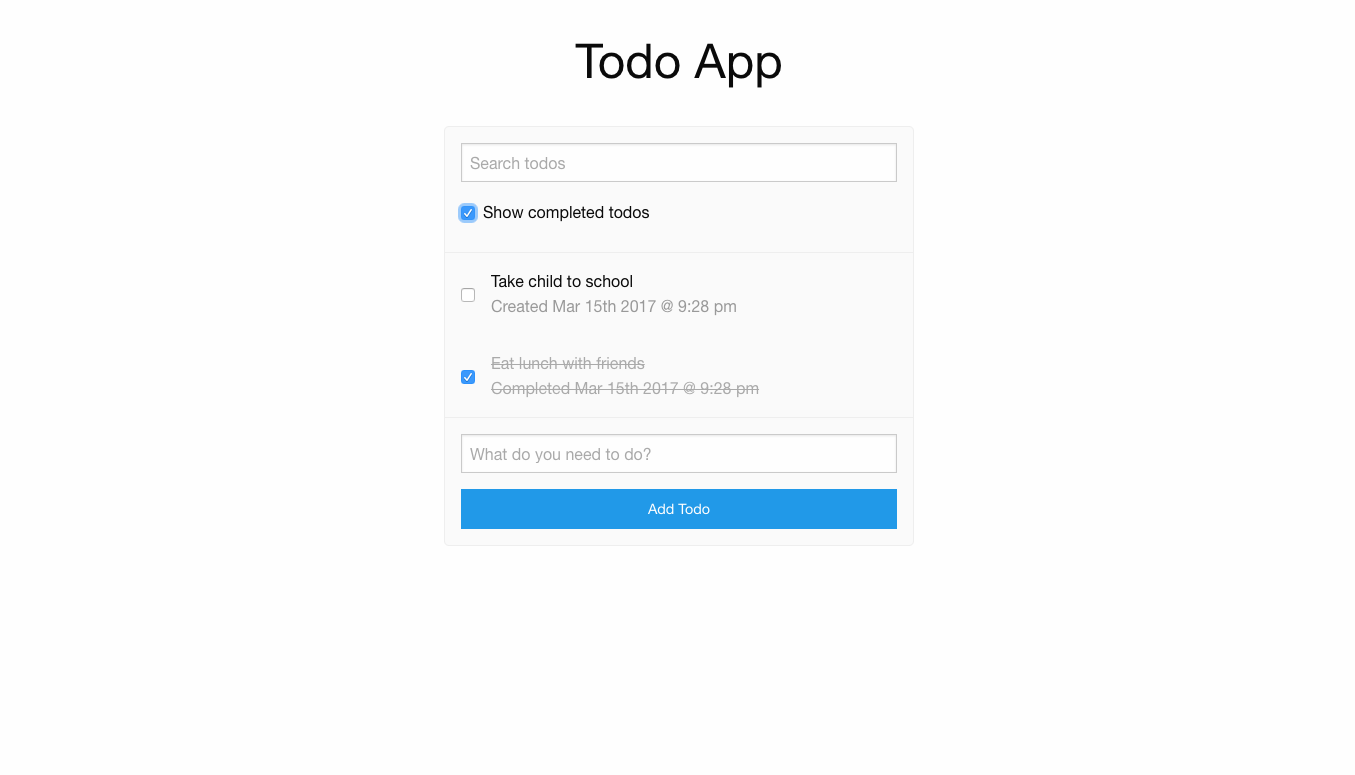 Todo App
Search todos
Show completed todos
Take child to school
Created Mar 15th 2017 @ 9:28 pm
Eat lunch with friends
Completed Mar 15th 2017 @ 9:28 pm
What do you need to do?
Add Todo